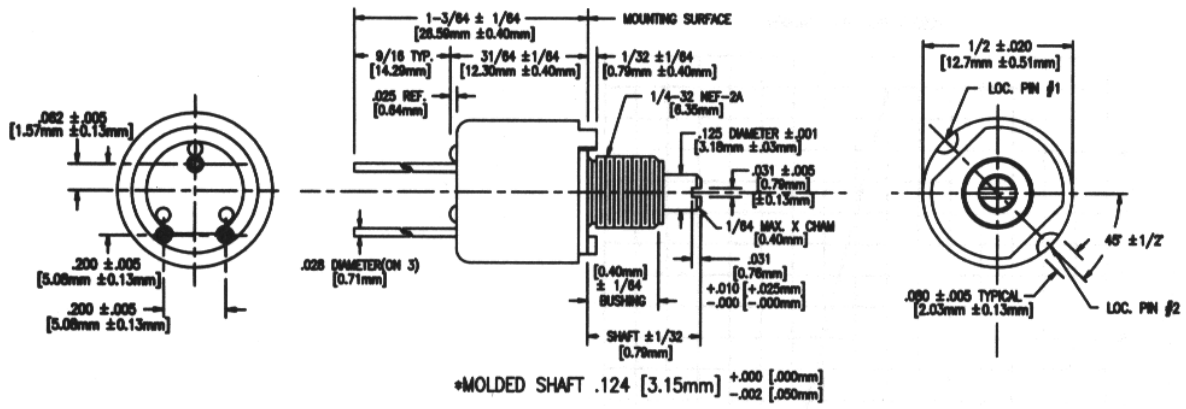 1-3/64 ± 1/64
[26.59mm ±0.40mm]
MOUNTING SURFACE
9/16 TYP.
[14.29mm]
31/64 ±1/64
[12.30mm ±0.40mm]
1/32 ±1/64
[0.79mm ±0.40mm]
.025 REF.
[0.64mm]
1/4-32 NEF-2A
[6.35mm]
.062 ±.005
[1.57mm ±0.13mm]
.125 DIAMETER ±.001
[3.18mm ±.03mm]
.031 ±.005
[0.79mm]
[±0.13mm]
1/64 MAX. X CHAM
[0.40mm]
.200 ±.005
[5.08mm ±0.13mm]
.200 ±.005
[5.08mm ±0.13mm]
.028 DIAMETER(ON 3)
[0.71mm]
[0.40mm]
± 1/64
BUSHING
.031
[0.76mm]
+.010 [+.025mm]
-.000 [-.000mm]
SHAFT ±1/32
[0.79mm]
1/2 ±.020
[12.7mm ±0.51mm]
LOC. PIN #1
45° ±1/2°
.080 ±.005 TYPICAL
[2.03mm ±0.13mm]
LOC. PIN #2
*MOLDED SHAFT .124 [3.15mm] +.000 [.000mm]
-.002 [.050mm]